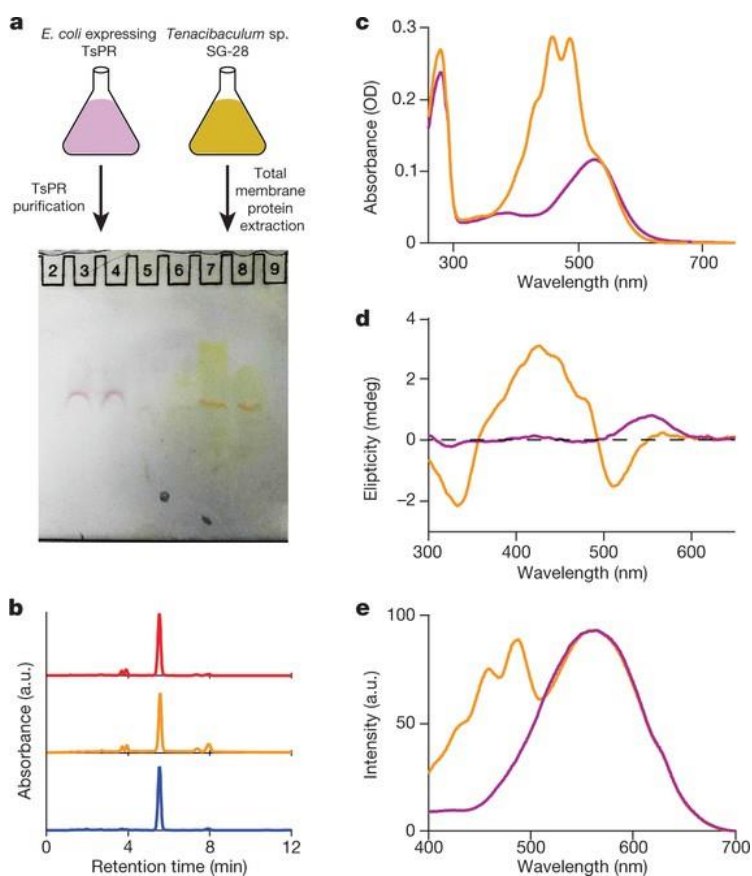 a
E. coli expressing
TsPR
Tenacibaculum sp.
SG-28
TsPR
purification
Total
membrane
protein
extraction
2 3 4 5 6 7 8 9
b
Absorbance (a.u.)
0 4 8 12
Retention time (min)
c
Absorbance (OD)
0.3
0.2
0.1
0
300 500 700
Wavelength (nm)
d
Elipticity (mdeg)
4
2
0
−2
300 400 500 600
Wavelength (nm)
e
Intensity (a.u.)
100
50
0
400 500 600 700
Wavelength (nm)